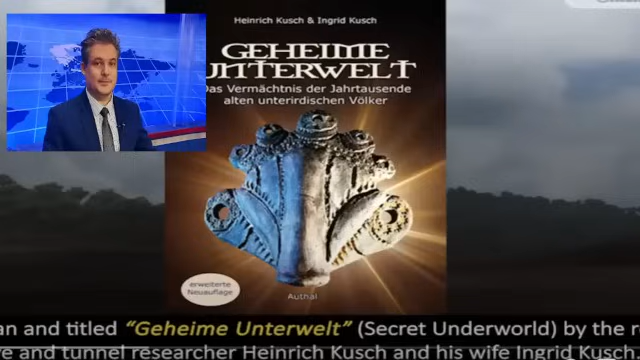 Heinrich Kusch & Ingrid Kusch
GEHEIME
UNTERWELT
Das Vermächtnis der Jahrtausende
alten unterirdischen Völker
erweiterte
Neuauflage
Authal
an and titled "Geheime Unterwelt" (Secret Underworld) by the
and tunnel researcher Heinrich Kusch and his wife Ingrid Kusch